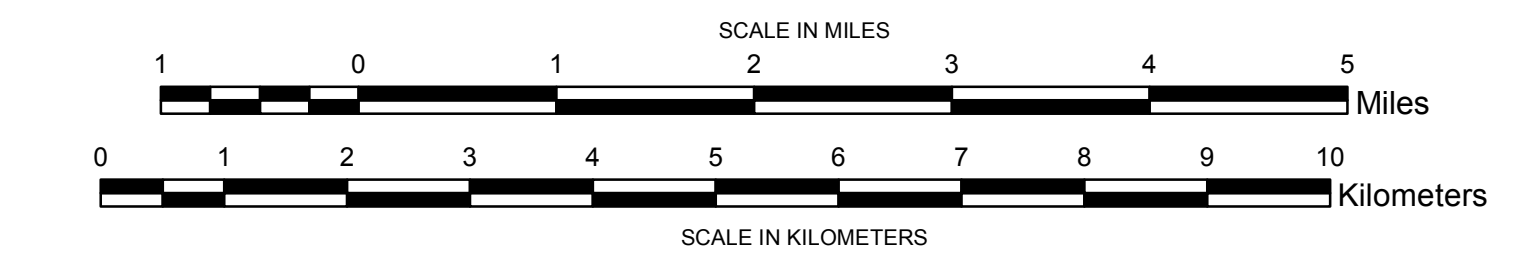 SCALE IN MILES
1 0 1 2 3 4 5
Miles
0 1 2 3 4 5 6 7 8 9 10
Kilometers
SCALE IN KILOMETERS